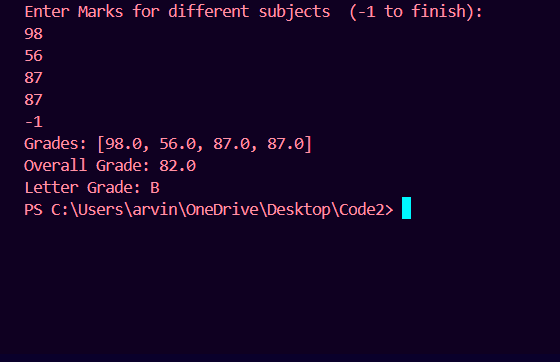 Enter Marks for different subjects  (-1 to finish):
98
56
87
87
-1
Grades: [98.0, 56.0, 87.0, 87.0]
Overall Grade: 82.0
Letter Grade: B
PS C:\Users\arvin\OneDrive\Desktop\Code2>